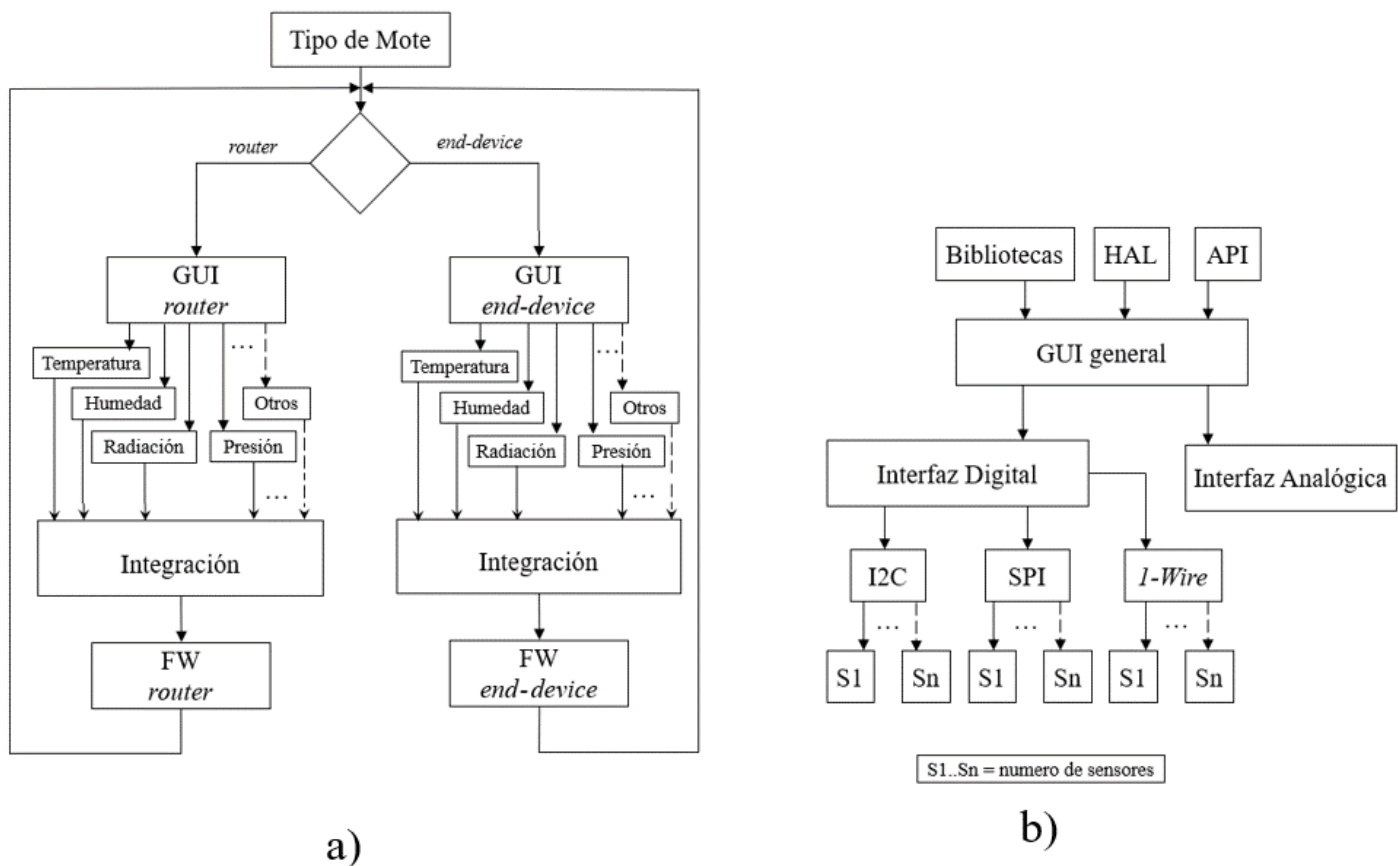 Tipo de Mote
router
end-device
GUI
router
...
Temperatura
Humedad
Otros
Radiación
Presión
...
Integración
FW
router
GUI
end-device
...
Temperatura
Humedad
Otros
Radiación
Presión
...
Integración
FW
end-device
a)
Bibliotecas
HAL
API
GUI general
Interfaz Digital
Interfaz Analógica
I2C
SPI
1-Wire
...
...
...
S1
Sn
S1
Sn
S1
Sn
S1..Sn = numero de sensores
b)